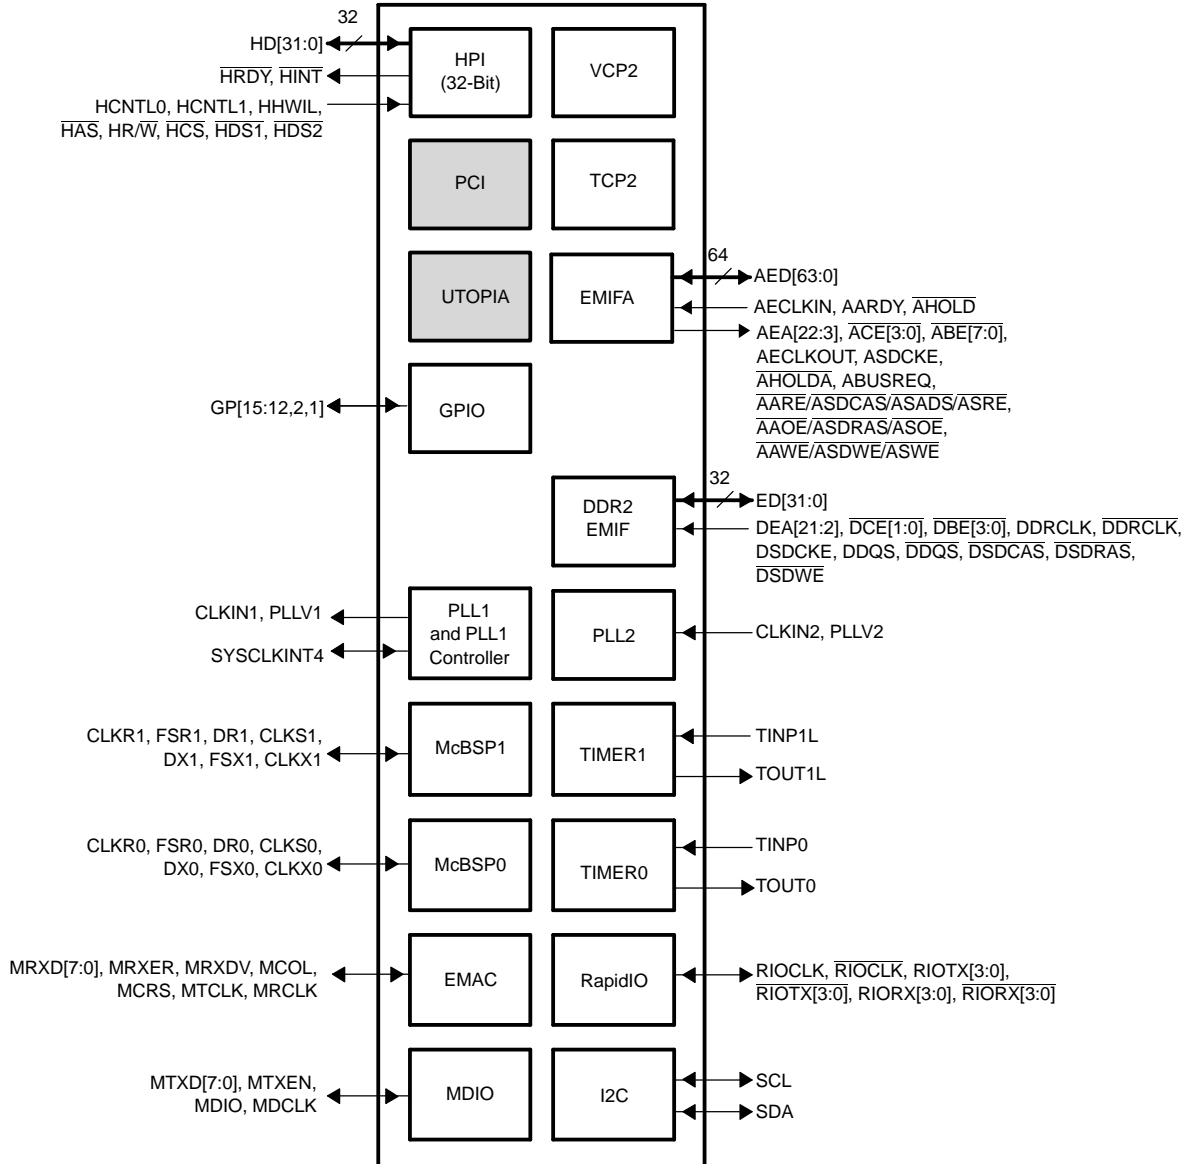 32
HD[31:0]
HRDY, HINT
HCNTL0, HCNTL1, HHWIL,
HAS, HR/W, HCS, HDS1, HDS2
HPI
(32-Bit)
VCP2
PCI
TCP2
UTOPIA
EMIFA
64
AED[63:0]
AECLKIN, AARDY, AHOLD
AEA[22:3], ACE[3:0], ABE[7:0],
AECLKOUT, ASDCKE,
AHOLDA, ABUSREQ,
AARE/ASDCAS/ASADS/ASRE,
AAOE/ASDRAS/ASOE,
AAWE/ASDWE/ASWE
GP[15:12,2,1]
GPIO
DDR2
EMIF
32
ED[31:0]
DEA[21:2], DCE[1:0], DBE[3:0], DDRCLK, DDRCLK,
DSDCKE, DDQS, DDQS, DSDCAS, DSDRAS,
DSDWE
CLKIN1, PLLV1
SYSCLKINT4
PLL1
and PLL1
Controller
PLL2
CLKIN2, PLLV2
CLKR1, FSR1, DR1, CLKS1,
DX1, FSX1, CLKX1
McBSP1
TIMER1
TINP1L
TOUT1L
CLKR0, FSR0, DR0, CLKS0,
DX0, FSX0, CLKX0
McBSP0
TIMER0
TINP0
TOUT0
MRXD[7:0], MRXER, MRXDV, MCOL,
MCRS, MTCLK, MRCLK
EMAC
RapidIO
RIOCLK, RIOCLK, RIOTX[3:0],
RIOTX[3:0], RIORX[3:0], RIORX[3:0]
MTXD[7:0], MTXEN,
MDIO, MDCLK
MDIO
I2C
SCL
SDA